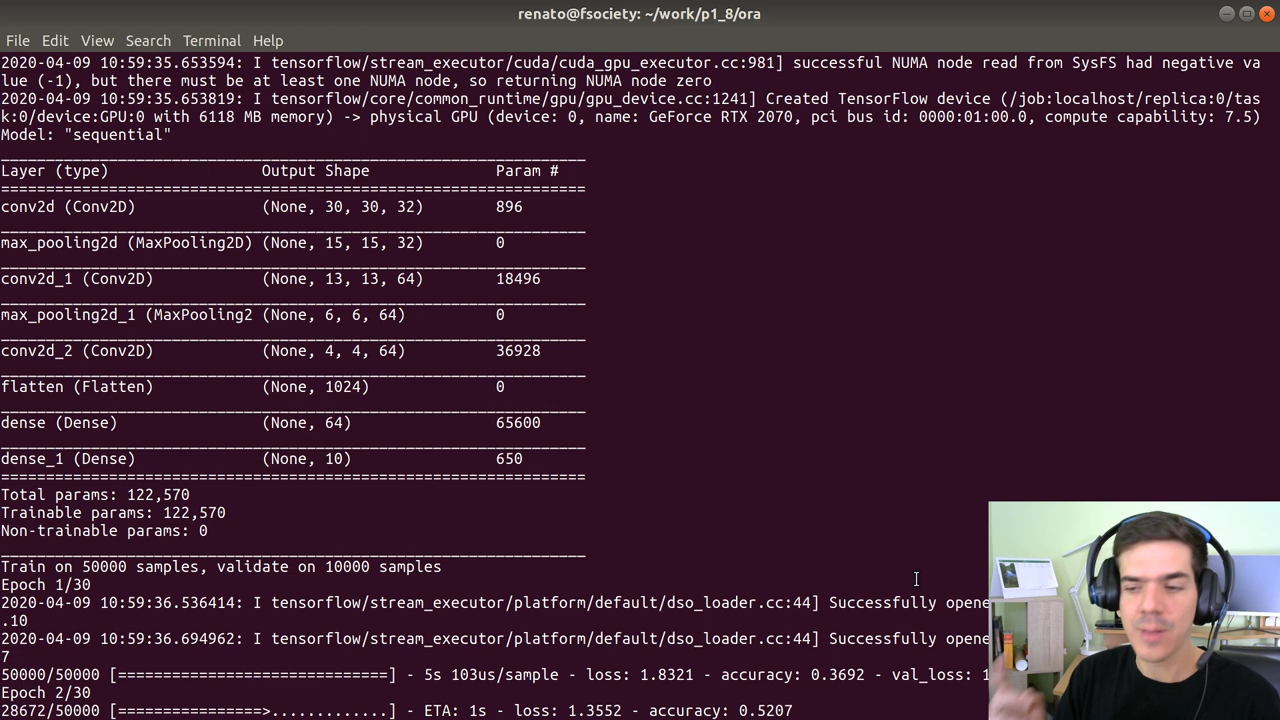 renato@fsociety: ~/work/p1_8/ora
File Edit View Search Terminal Help
2020-04-09 10:59:35.653594: I tensorflow/stream_executor/cuda/cuda_gpu_executor.cc:981] successful NUMA node read from SysFS had negative va
lue (-1), but there must be at least one NUMA node, so returning NUMA node zero
2020-04-09 10:59:35.653819: I tensorflow/core/common_runtime/gpu/gpu_device.cc:1241] Created TensorFlow device (/job:localhost/replica:0/tas
k:0/device:GPU:0 with 6118 MB memory) -> physical GPU (device: 0, name: GeForce RTX 2070, pci bus id: 0000:01:00.0, compute capability: 7.5)
Model: "sequential"
_________________________________________________________________
Layer (type)                 Output Shape              Param #
=================================================================
conv2d (Conv2D)              (None, 30, 30, 32)        896
_________________________________________________________________
max_pooling2d (MaxPooling2D) (None, 15, 15, 32)        0
_________________________________________________________________
conv2d_1 (Conv2D)            (None, 13, 13, 64)        18496
_________________________________________________________________
max_pooling2d_1 (MaxPooling2 (None, 6, 6, 64)          0
_________________________________________________________________
conv2d_2 (Conv2D)            (None, 4, 4, 64)          36928
_________________________________________________________________
flatten (Flatten)            (None, 1024)              0
_________________________________________________________________
dense (Dense)                (None, 64)                65600
_________________________________________________________________
dense_1 (Dense)              (None, 10)                650
=================================================================
Total params: 122,570
Trainable params: 122,570
Non-trainable params: 0
_________________________________________________________________
Train on 50000 samples, validate on 10000 samples
Epoch 1/30
2020-04-09 10:59:36.536414: I tensorflow/stream_executor/platform/default/dso_loader.cc:44] Successfully opene
.10
2020-04-09 10:59:36.694962: I tensorflow/stream_executor/platform/default/dso_loader.cc:44] Successfully opene
7
50000/50000 [==============================] - 5s 103us/sample - loss: 1.8321 - accuracy: 0.3692 - val_loss: 1
Epoch 2/30
28672/50000 [================>.............] - ETA: 1s - loss: 1.3552 - accuracy: 0.5207